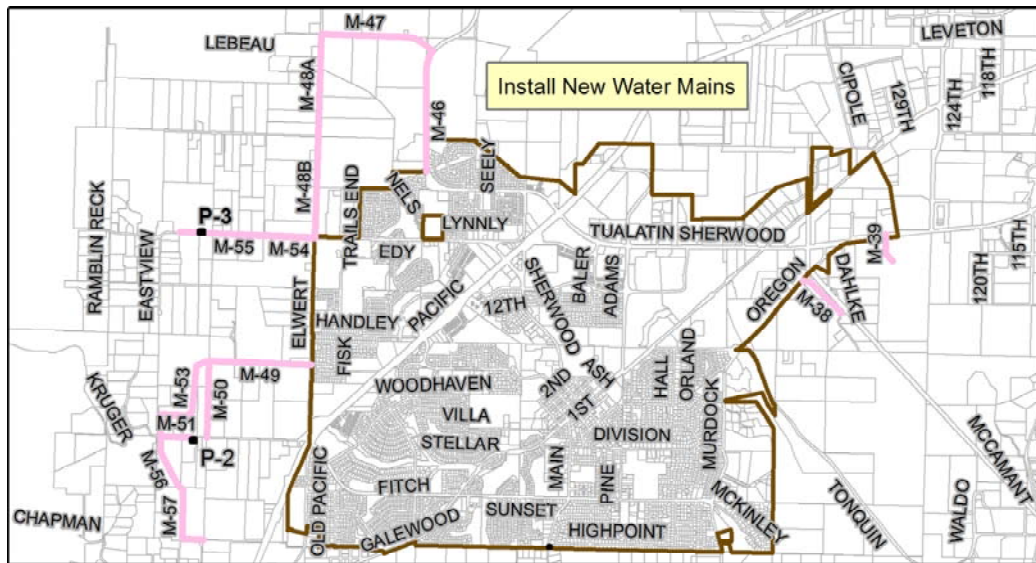 M-47
LEBEAU
LEVETON
Install New Water Mains
M-48A
M-46
CIPOLE
129TH
124TH
118TH
SEELY
NELS
TRAILS END
M-48B
LYNNLY
P-3
RAMBLIN RECK
EASTVIEW
M-55
M-54
EDY
TUALATIN SHERWOOD
M-39
115TH
120TH
DAHLKE
OREGON
M-38
BALER
ADAMS
SHERWOOD
12TH
PACIFIC
ELWERT
HANDLEY
FISK
M-49
M-53
M-50
M-51
KRUGER
P-2
M-56
M-57
CHAPMAN
WOODHAVEN
VILLA
STELLAR
2ND
ASH
1ST
HALL
ORLAND
MURDOCK
DIVISION
MAIN
PINE
FITCH
SUNSET
HIGHPOINT
OLD PACIFIC
GALEWOOD
MCKINLEY
TONQUIN
MCCAMANT
WALDO